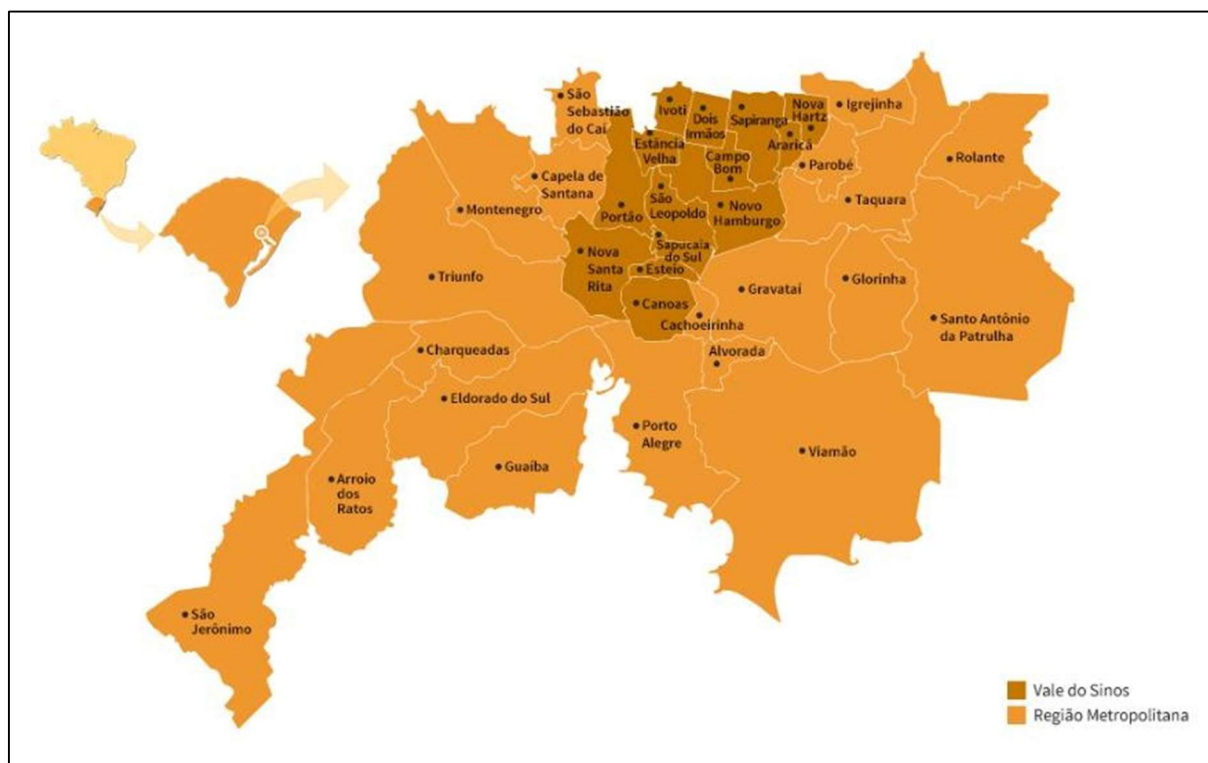 São
Sebastião
do Caí
Ivoti
Dois
Irmãos
Sapiranga
Nova
Hartz
Igrejinha
Estância
Velha
Araricá
Campo
Bom
Parobé
Rolante
Capela de
Santana
Montenegro
Portão
São
Leopoldo
Novo
Hamburgo
Taquara
Nova
Santa
Rita
Sapucaia
do Sul
Esteio
Triunfo
Canoas
Cachoeirinha
Gravataí
Glorinha
Santo Antônio
da Patrulha
Charqueadas
Alvorada
Eldorado do Sul
Porto
Alegre
Viamão
Guaíba
Arroio
dos
Ratos
São
Jerônimo
Vale do Sinos
Região Metropolitana